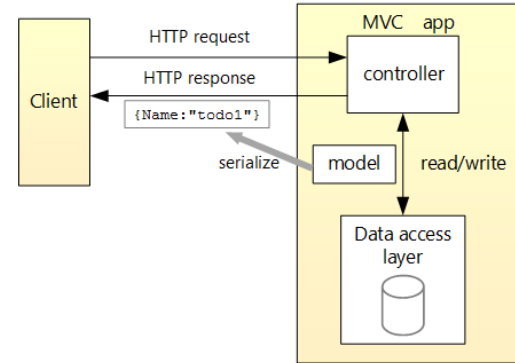 MVC app
HTTP request
controller
HTTP response
Client
{Name:"todo1"}
serialize
model
read/write
Data access
layer